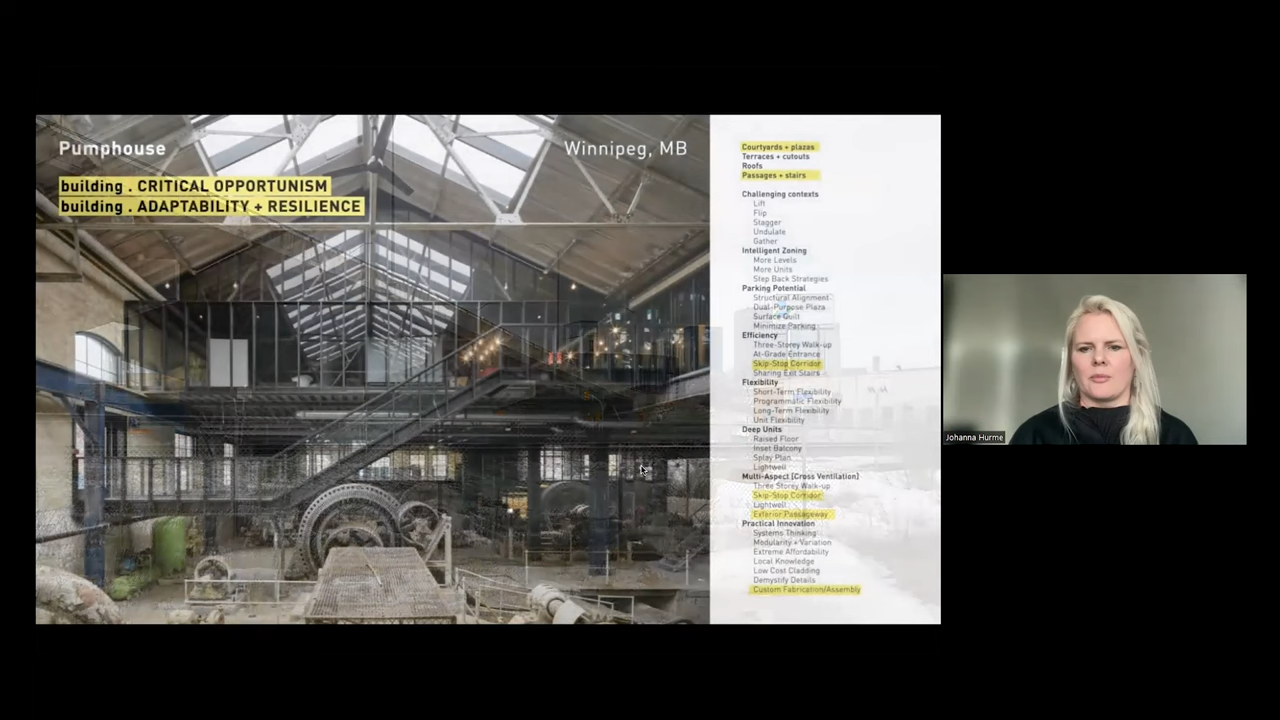 Pumphouse
Winnipeg, MB
building . CRITICAL OPPORTUNISM
building . ADAPTABILITY + RESILIENCE
Courtyards + plazas
Terraces + cutouts
Roofs
Passages + stairs
Challenging contexts
Lift
Flip
Stagger
Undulate
Gather
Intelligent Zoning
More Levels
More Units
Step Back Strategies
Parking Potential
Structural Alignment
Dual-Purpose Plaza
Surface Quilt
Minimize Parking
Efficiency
Three-Storey Walk-up
At-Grade Entrance
Skip-Stop Corridor
Sharing Exit Stairs
Flexibility
Short-Term Flexibility
Programmatic Flexibility
Long-Term Flexibility
Unit Flexibility
Deep Units
Raised Floor
Inset Balcony
Splay Plan
Lightwell
Multi-Aspect (Cross Ventilation)
Three Storey Walk-up
Skip-Stop Corridor
Lightwell
Exterior Passageway
Practical Innovation
Systems Thinking
Modularity + Variation
Extreme Affordability
Local Knowledge
Low Cost Cladding
Demystify Details
Custom Fabrication/Assembly
Johanna Hurme